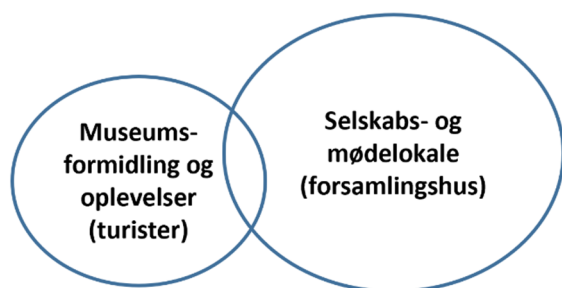 Museums-
formidling og
oplevelser
(turister)
Selskabs- og
mødelokale
(forsamlingshus)